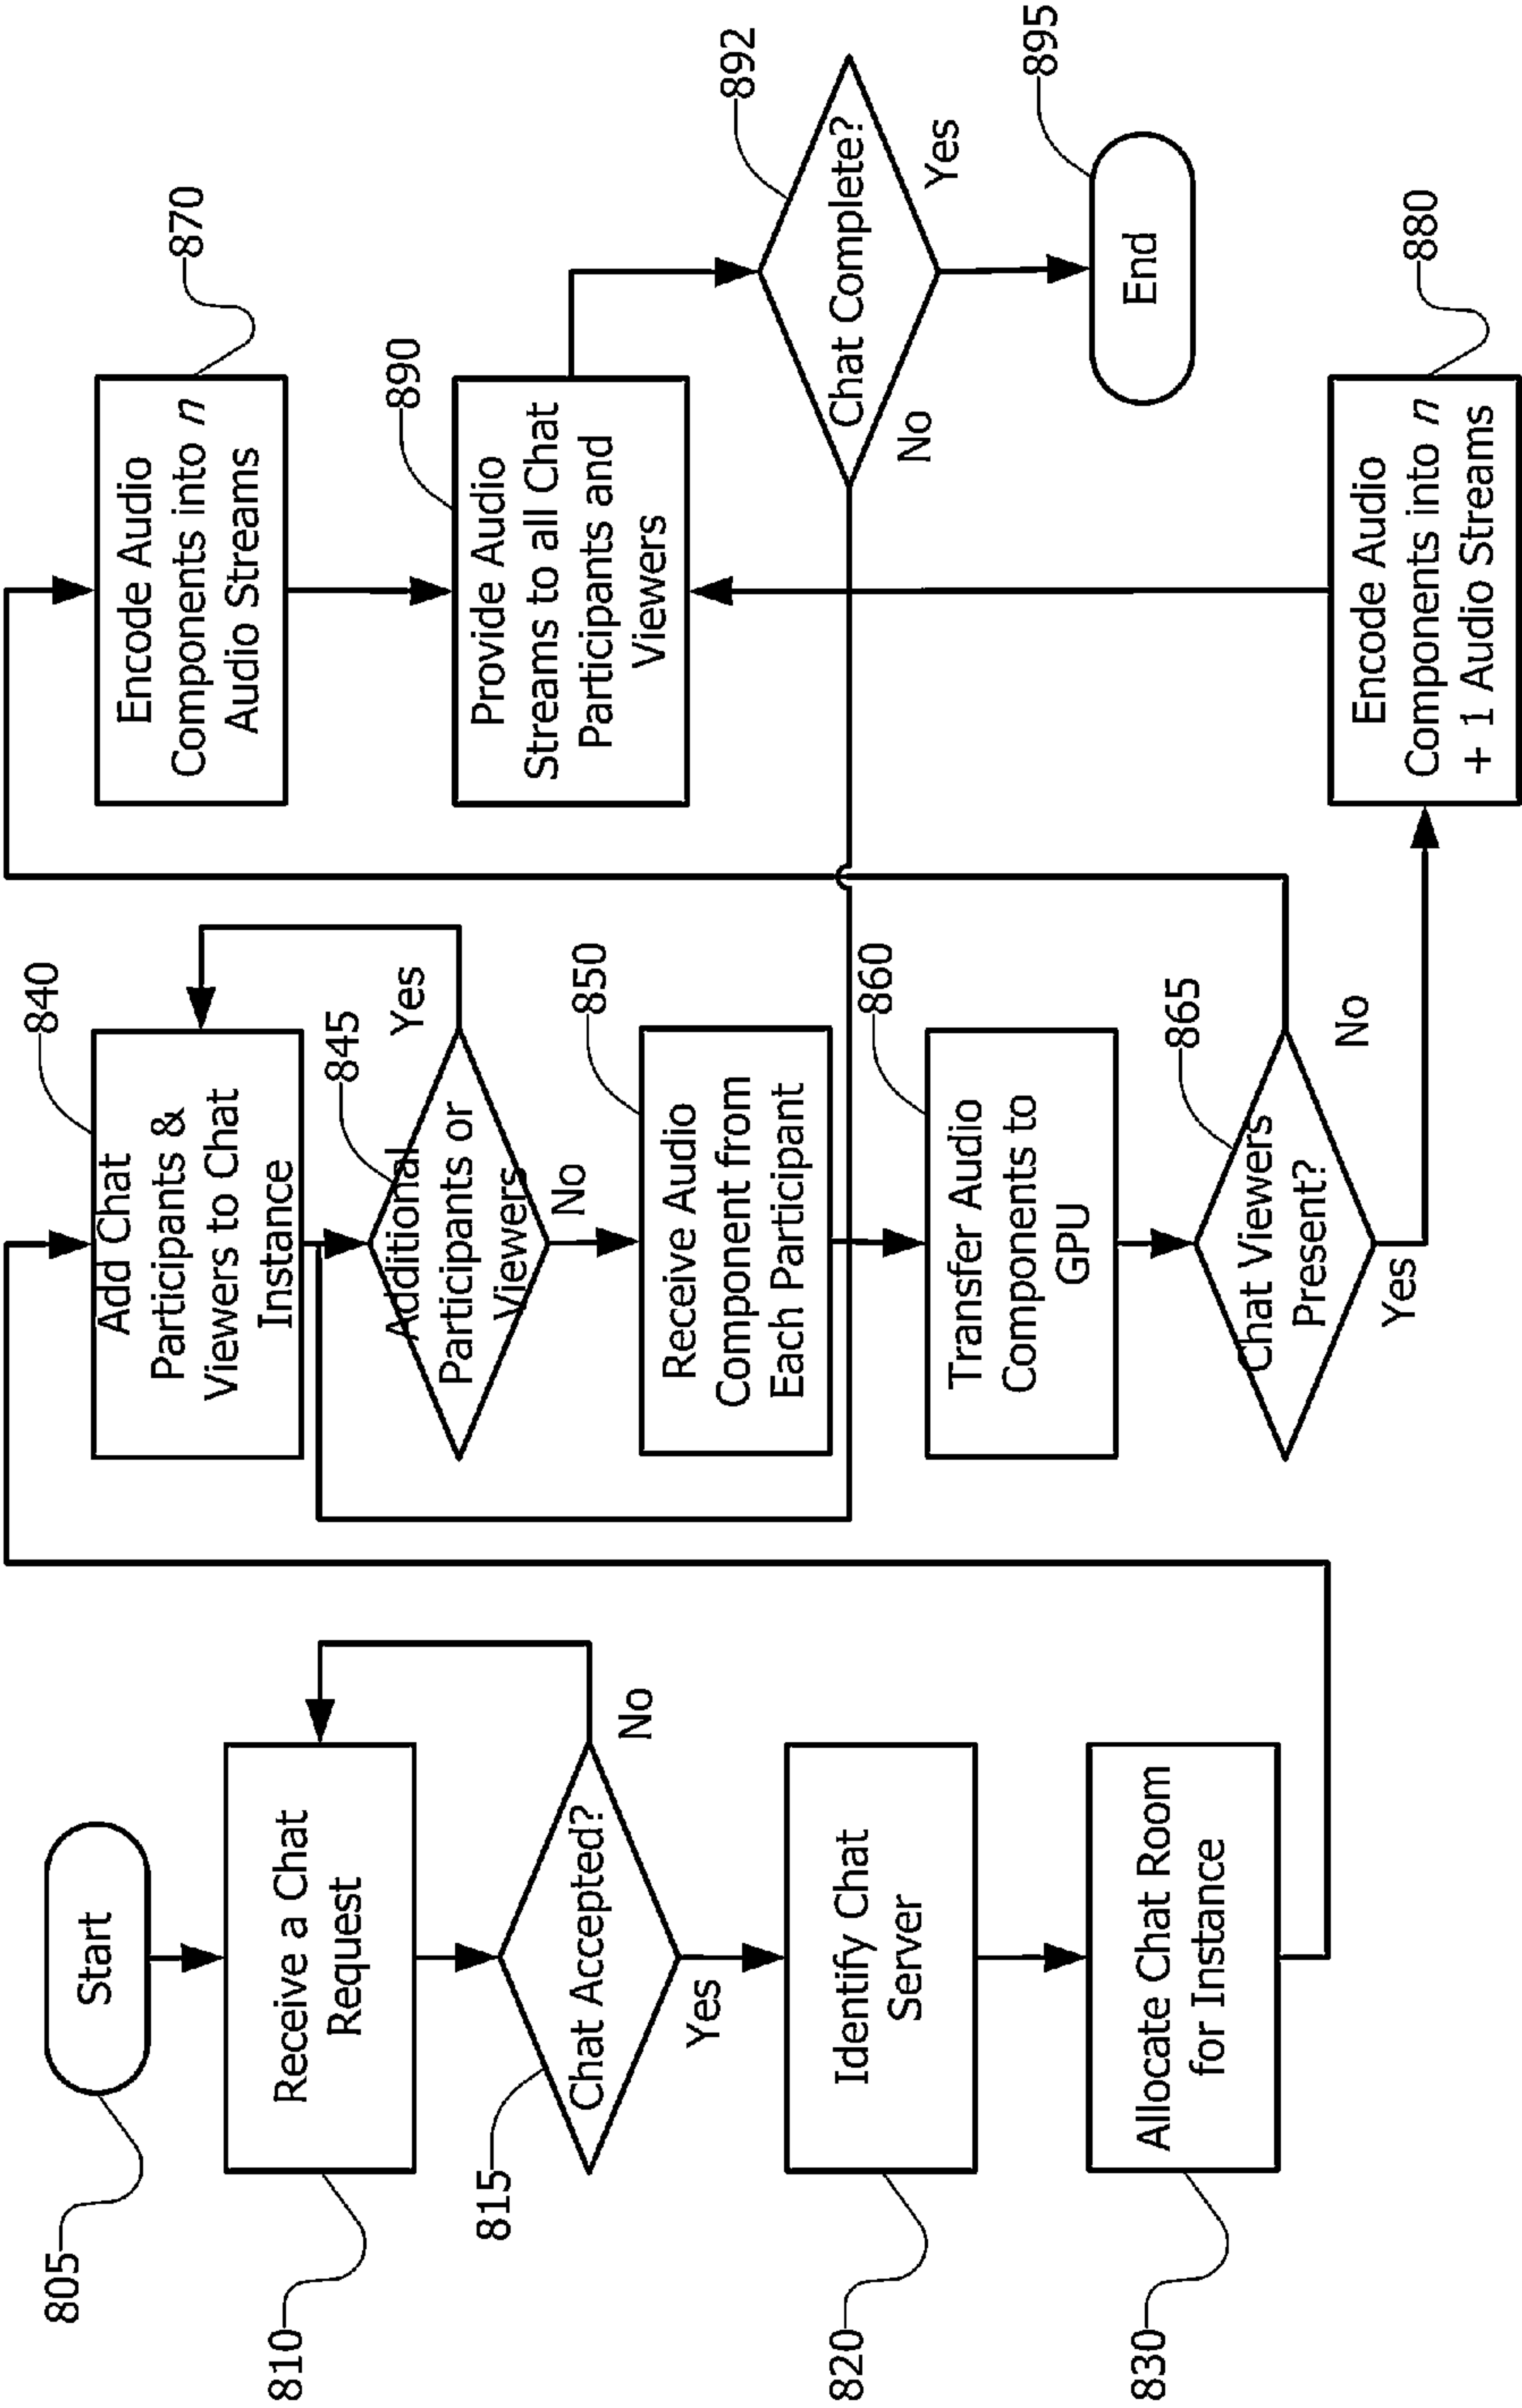 805
Start
810
Receive a Chat
Request
815
Chat Accepted?
No
Yes
820
Identify Chat
Server
830
Allocate Chat Room
for Instance
840
Add Chat
Participants &
Viewers to Chat
Instance
845
Additional
Participants or
Viewers
Yes
No
850
Receive Audio
Component from
Each Participant
860
Transfer Audio
Components to
GPU
865
Chat Viewers
Present?
No
Yes
870
Encode Audio
Components into n
Audio Streams
890
Provide Audio
Streams to all Chat
Participants and
Viewers
892
Chat Complete?
No
Yes
895
End
880
Encode Audio
Components into n
+ 1 Audio Streams